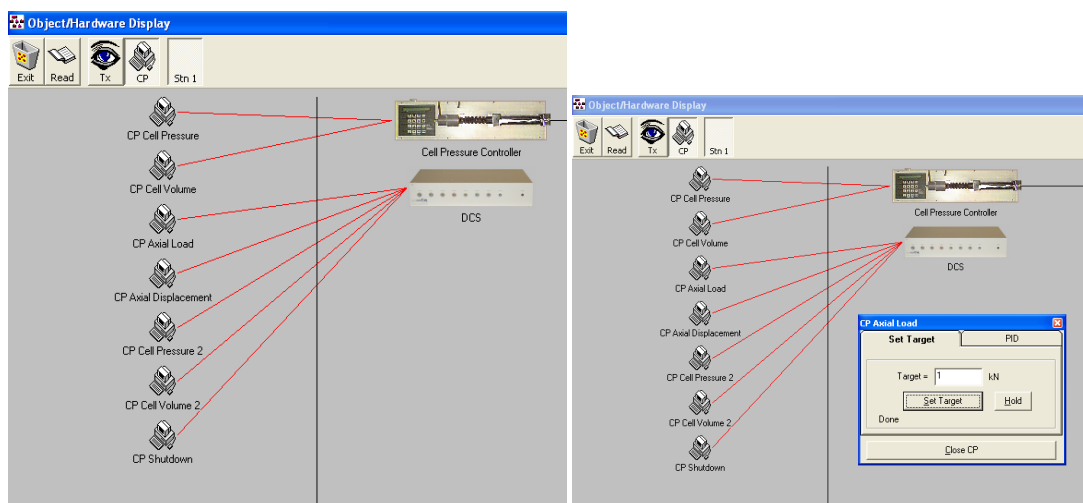 Object/Hardware Display
Exit Read Tx CP Stn 1
CP Cell Pressure
Cell Pressure Controller
CP Cell Volume
DCS
CP Axial Load
CP Axial Displacement
CP Cell Pressure 2
CP Cell Volume 2
CP Shutdown
Object/Hardware Display
Exit Read Tx CP Stn 1
CP Cell Pressure
Cell Pressure Controller
CP Cell Volume
DCS
CP Axial Load
CP Axial Displacement
CP Cell Pressure 2
CP Cell Volume 2
CP Shutdown
CP Axial Load
Set Target PID
Target = 1 kN
Set Target Hold
Done
Close CP